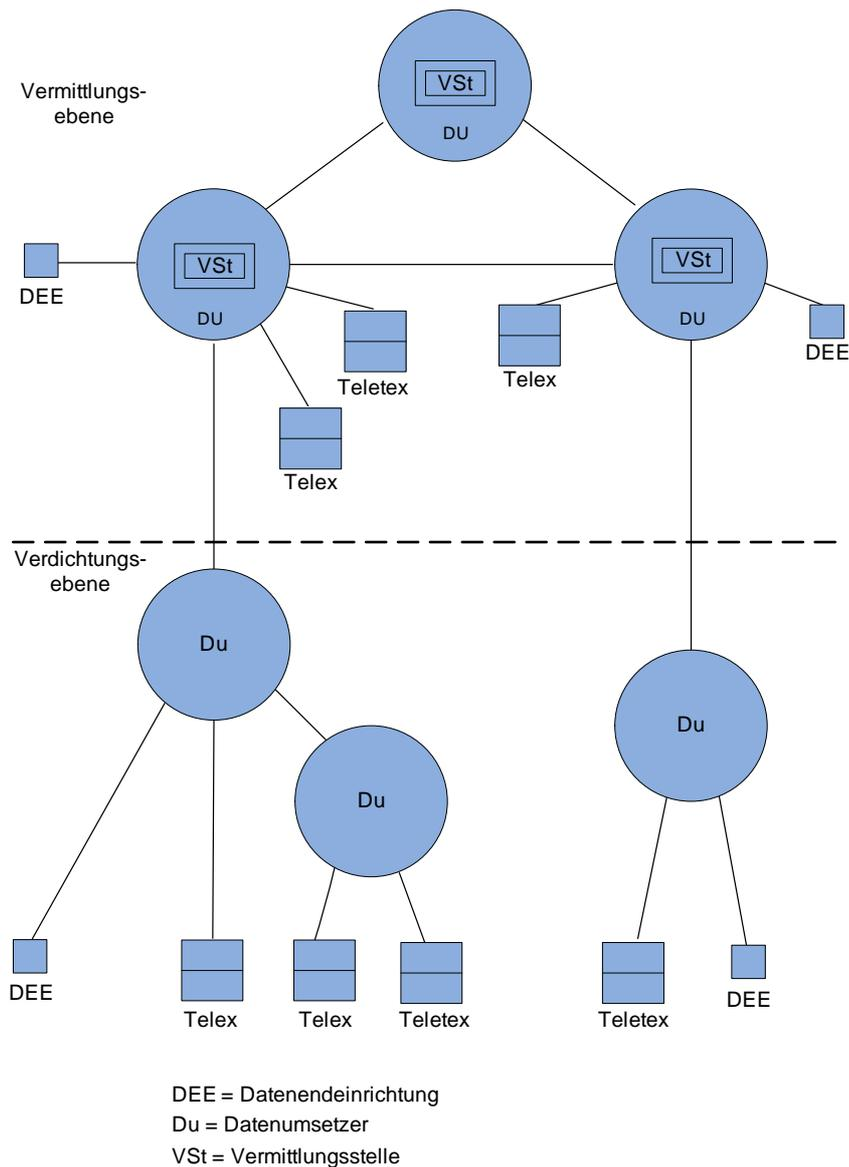 VSt
Vermittlungs-
ebene
DU
VSt
VSt
DEE
DU
DU
DEE
Telex
Teletex
Telex
Verdichtungs-
ebene
Du
Du
Du
DEE
Telex
Telex
Teletex
Teletex
DEE
DEE = Datenendeinrichtung
Du = Datenumsetzer
VSt = Vermittlungsstelle